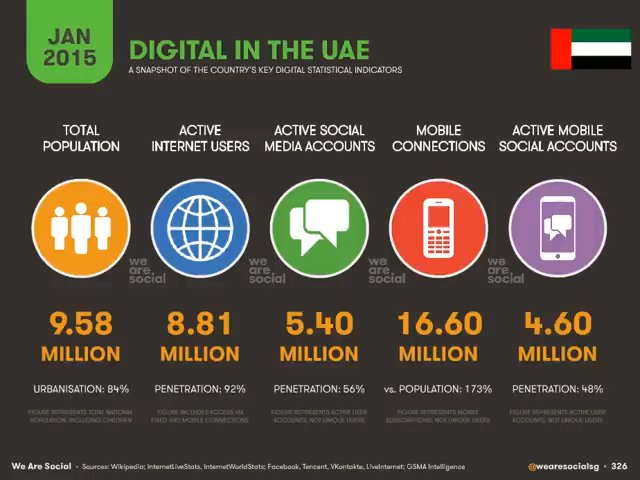 JAN
2015
DIGITAL IN THE UAE
A SNAPSHOT OF THE COUNTRY'S KEY DIGITAL STATISTICAL INDICATORS
TOTAL
POPULATION
ACTIVE
INTERNET USERS
ACTIVE SOCIAL
MEDIA ACCOUNTS
MOBILE
CONNECTIONS
ACTIVE MOBILE
SOCIAL ACCOUNTS
we
are
social
we
are
social
we
are
social
we
are
social
9.58
MILLION
8.81
MILLION
5.40
MILLION
16.60
MILLION
4.60
MILLION
URBANISATION: 84%
PENETRATION: 92%
PENETRATION: 56%
vs. POPULATION: 173%
PENETRATION: 48%
FIGURE REPRESENTS TOTAL NATIONAL
POPULATION, INCLUDING CHILDREN
FIGURE INCLUDES ACCESS VIA
FIXED AND MOBILE CONNECTIONS
FIGURE REPRESENTS ACTIVE USER
ACCOUNTS, NOT UNIQUE USERS
FIGURE REPRESENTS MOBILE
SUBSCRIPTIONS, NOT UNIQUE USERS
FIGURE REPRESENTS ACTIVE USER
ACCOUNTS, NOT UNIQUE USERS
We Are Social • Sources: Wikipedia; InternetLiveStats, InternetWorldStats; Facebook, Tencent, VKontakte, LiveInternet; GSMA Intelligence
@wearesocialsg • 326